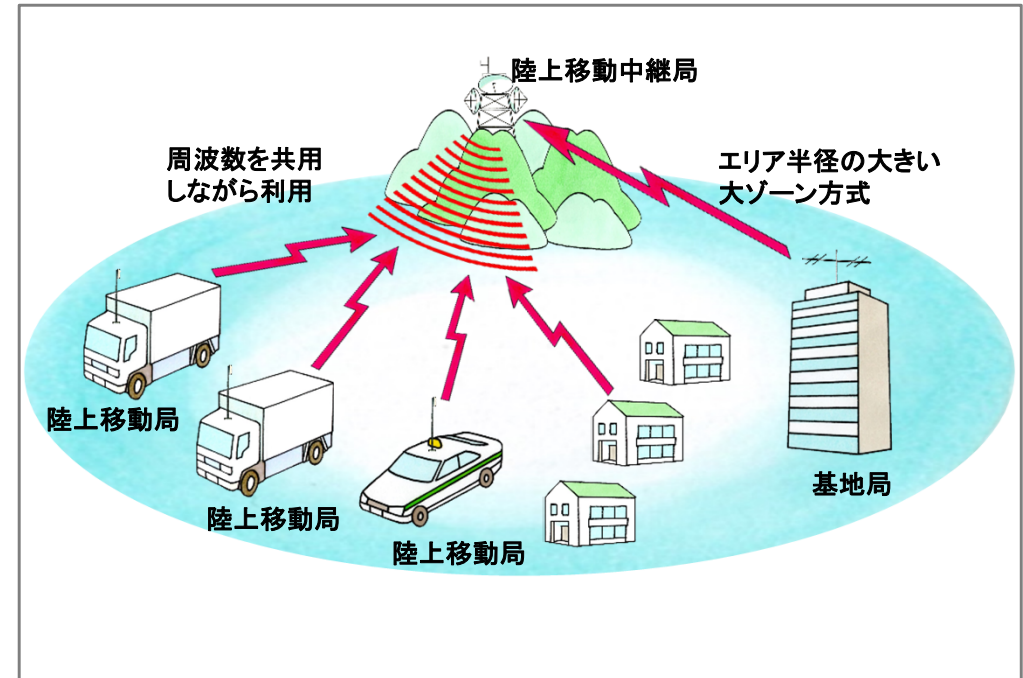 陸上移動中継局
周波数を共用
しながら利用
エリア半径の大きい
大ゾーン方式
陸上移動局
陸上移動局
陸上移動局
基地局